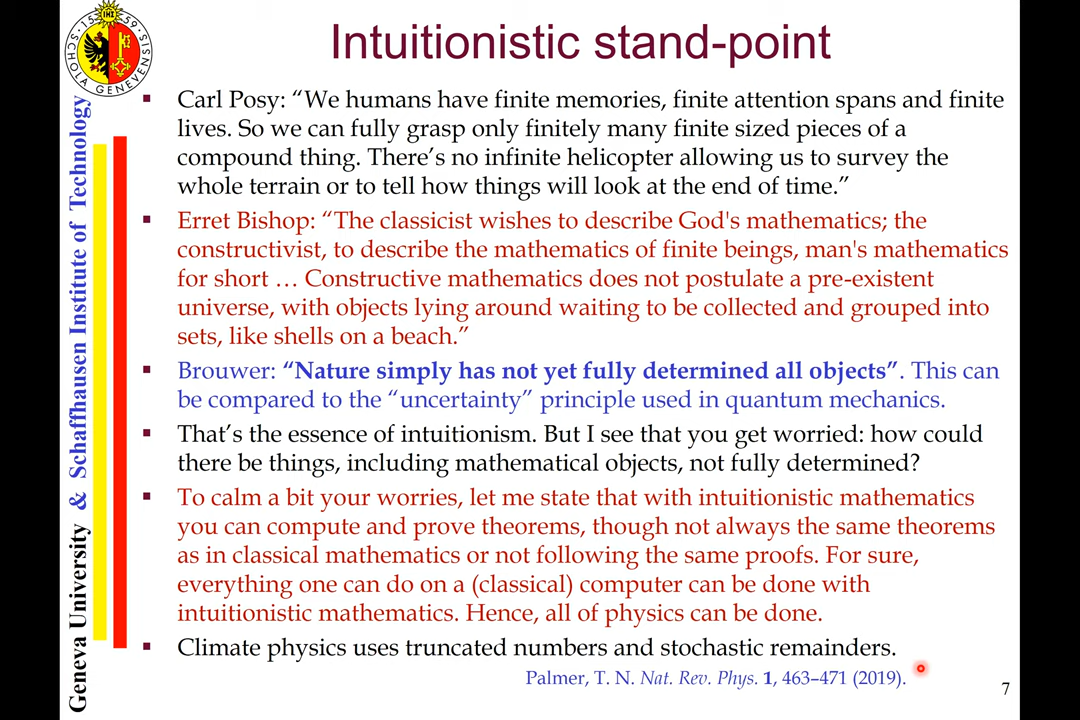 Intuitionistic stand-point
Carl Posy: “We humans have finite memories, finite attention spans and finite
lives. So we can fully grasp only finitely many finite sized pieces of a
compound thing. There’s no infinite helicopter allowing us to survey the
whole terrain or to tell how things will look at the end of time.”
Erret Bishop: “The classicist wishes to describe God's mathematics; the
constructivist, to describe the mathematics of finite beings, man's mathematics
for short … Constructive mathematics does not postulate a pre-existent
universe, with objects lying around waiting to be collected and grouped into
sets, like shells on a beach.”
Brouwer: “Nature simply has not yet fully determined all objects”. This can
be compared to the “uncertainty” principle used in quantum mechanics.
That’s the essence of intuitionism. But I see that you get worried: how could
there be things, including mathematical objects, not fully determined?
To calm a bit your worries, let me state that with intuitionistic mathematics
you can compute and prove theorems, though not always the same theorems
as in classical mathematics or not following the same proofs. For sure,
everything one can do on a (classical) computer can be done with
intuitionistic mathematics. Hence, all of physics can be done.
Climate physics uses truncated numbers and stochastic remainders.
Palmer, T. N. Nat. Rev. Phys. 1, 463–471 (2019).
7
Geneva University & Schaffhausen Institute of Technology
SCHOLA GENEVENSIS
15 59
IHS